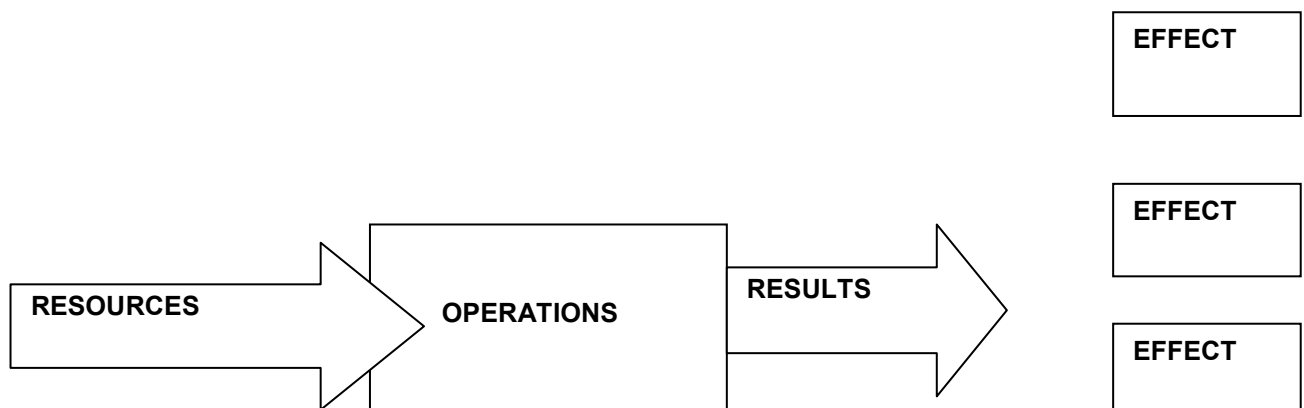 EFFECT
EFFECT
RESOURCES
OPERATIONS
RESULTS
EFFECT